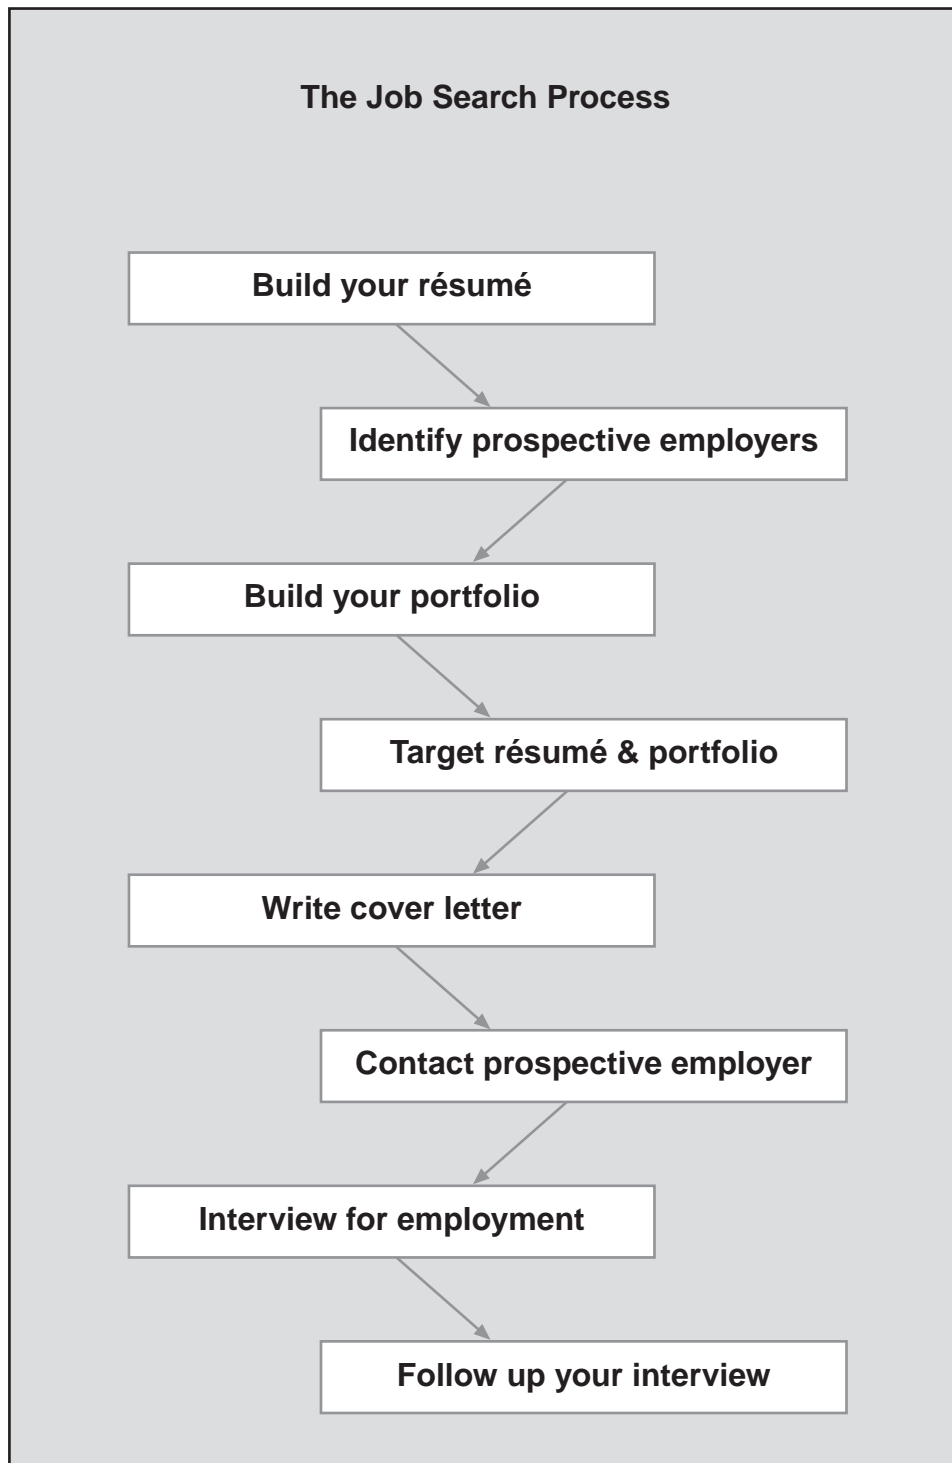 The Job Search Process
Build your résumé
Identify prospective employers
Build your portfolio
Target résumé & portfolio
Write cover letter
Contact prospective employer
Interview for employment
Follow up your interview